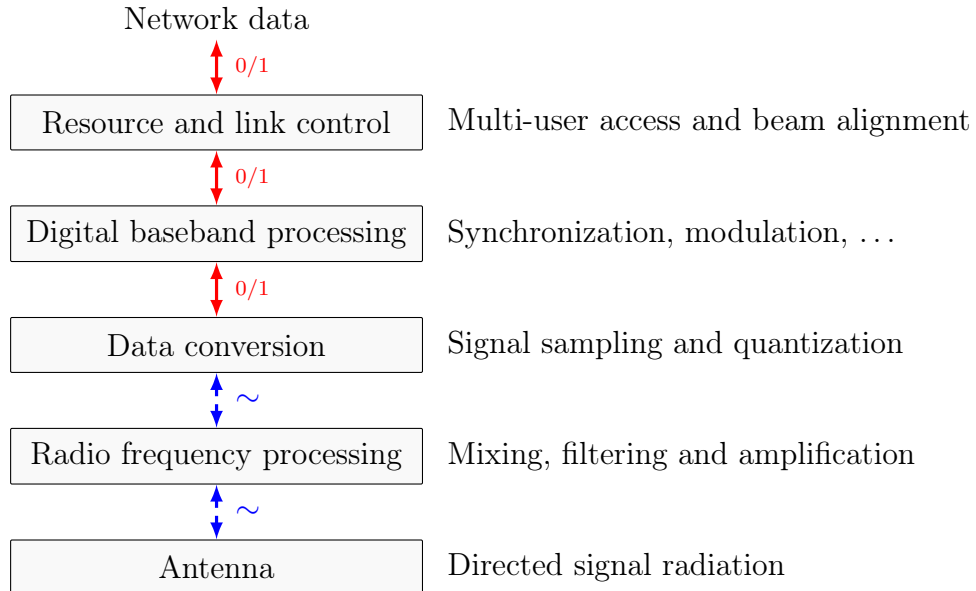 Network data
0/1
Resource and link control Multi-user access and beam alignment
0/1
Digital baseband processing Synchronization, modulation, ...
0/1
Data conversion Signal sampling and quantization
~
Radio frequency processing Mixing, filtering and amplification
~
Antenna Directed signal radiation